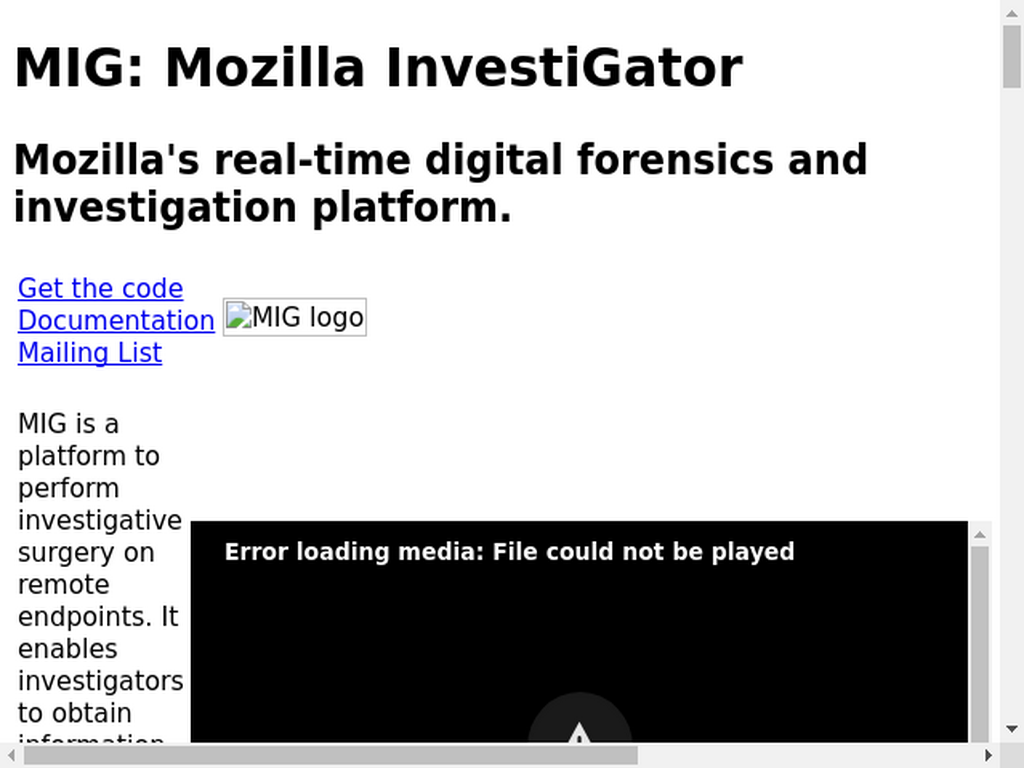 MIG: Mozilla InvestiGator
Mozilla's real-time digital forensics and
investigation platform.
Get the code
Documentation
Mailing List
MIG logo
MIG is a
platform to
perform
investigative
surgery on
remote
endpoints. It
enables
investigators
to obtain
information
Error loading media: File could not be played